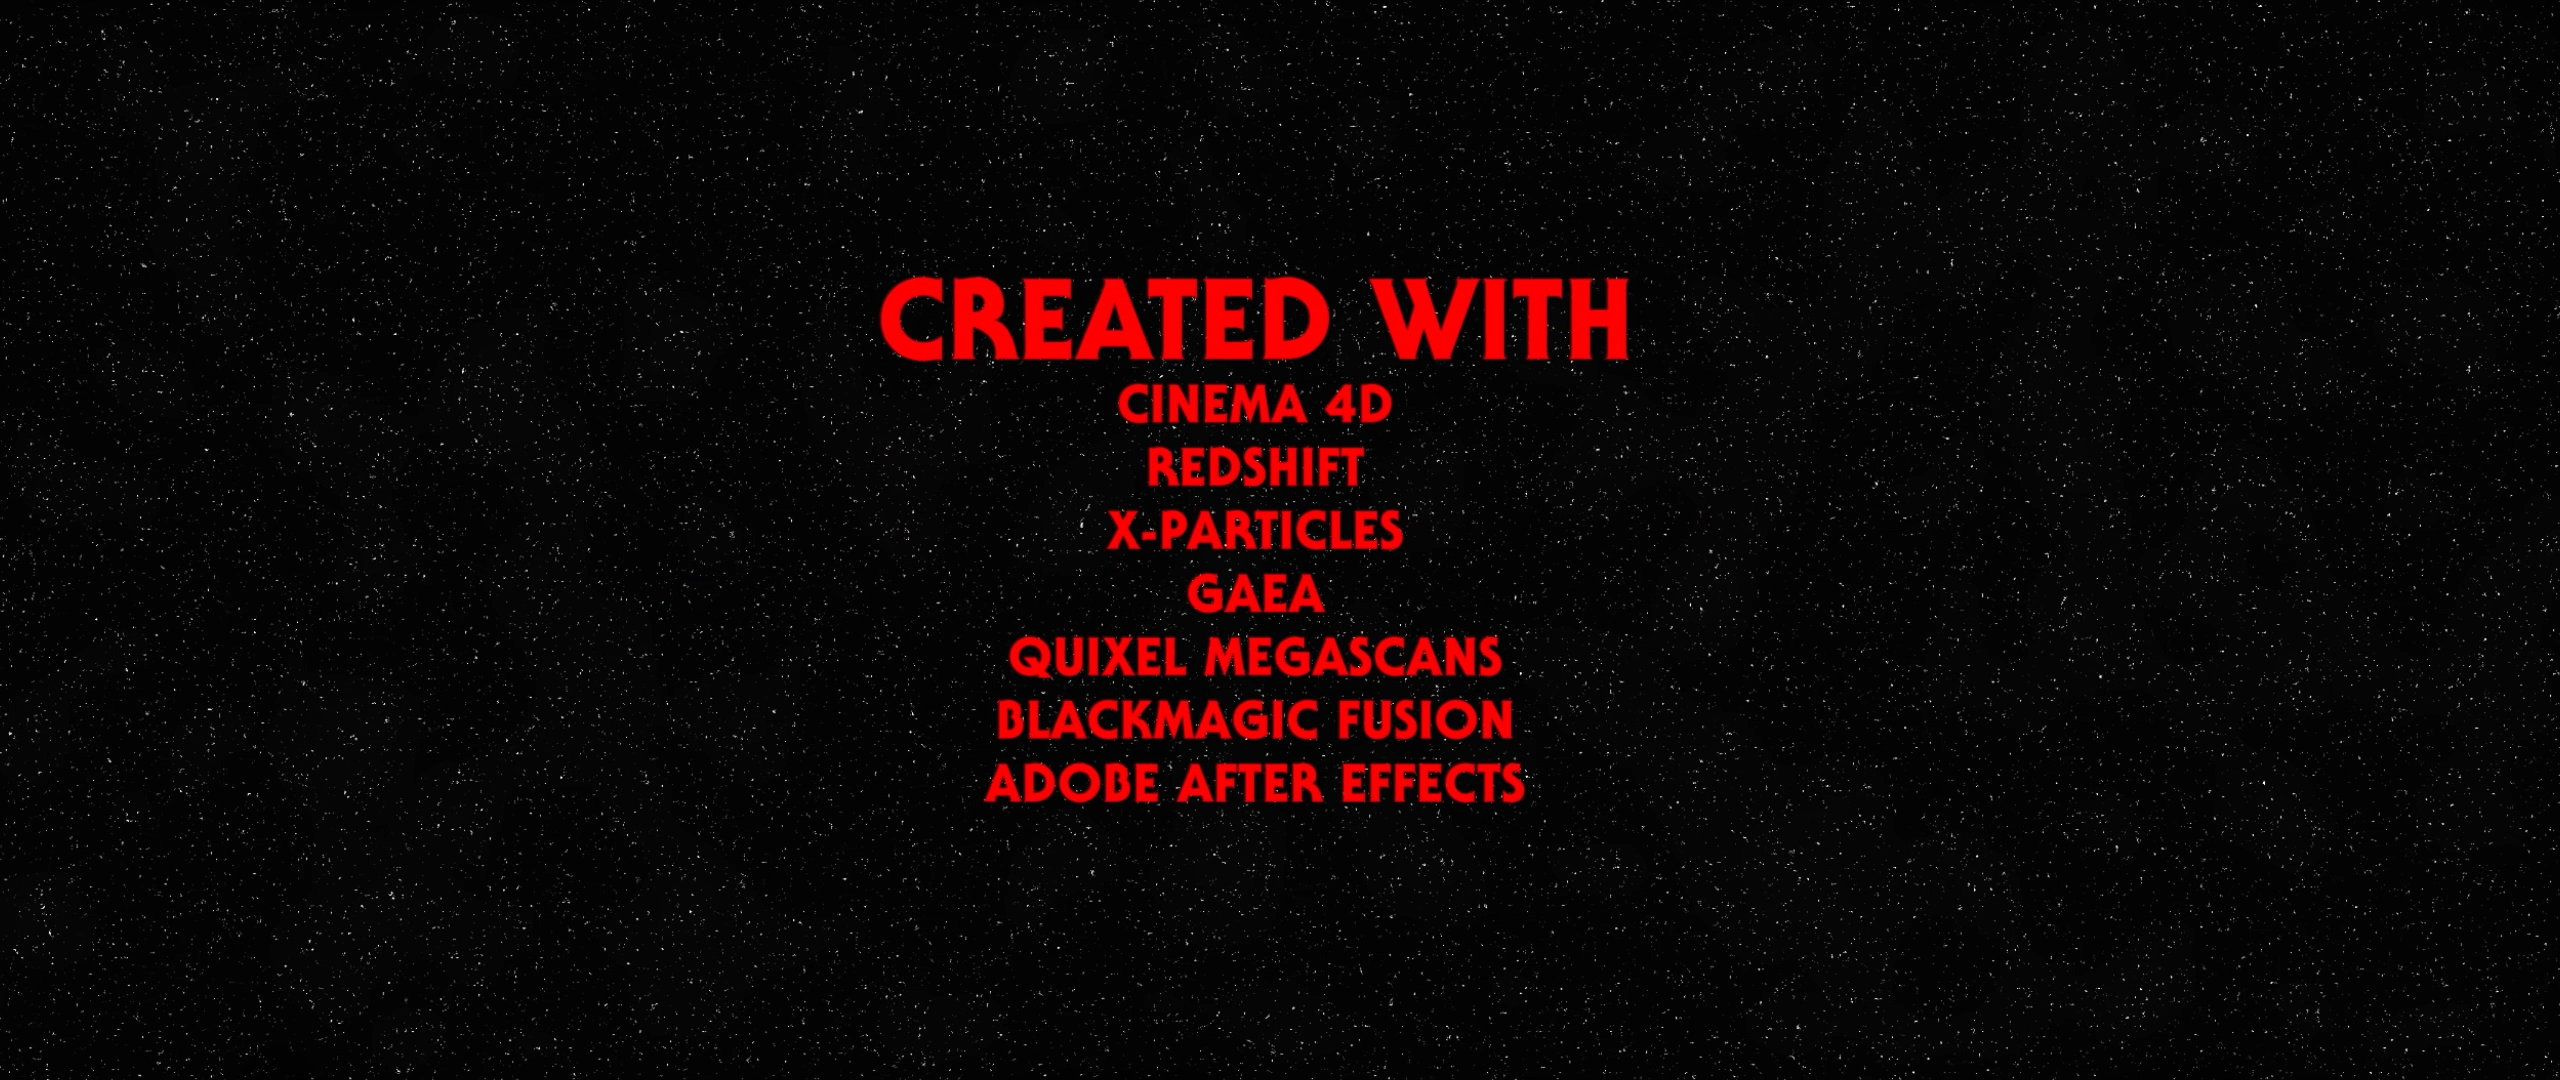 CREATED WITH
CINEMA 4D
REDSHIFT
X-PARTICLES
GAEA
QUIXEL MEGASCANS
BLACKMAGIC FUSION
ADOBE AFTER EFFECTS